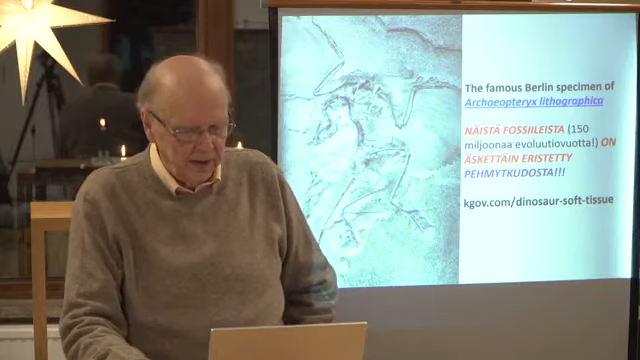 The famous Berlin specimen of
Archaeopteryx lithographica
NÄISTÄ FOSSIILEISTA (150
miljoonaa evoluutiovuotta!) ON
ÄSKETTÄIN ERISTETTY
PEHMYTKUDOSTA!!!
kgov.com/dinosaur-soft-tissue